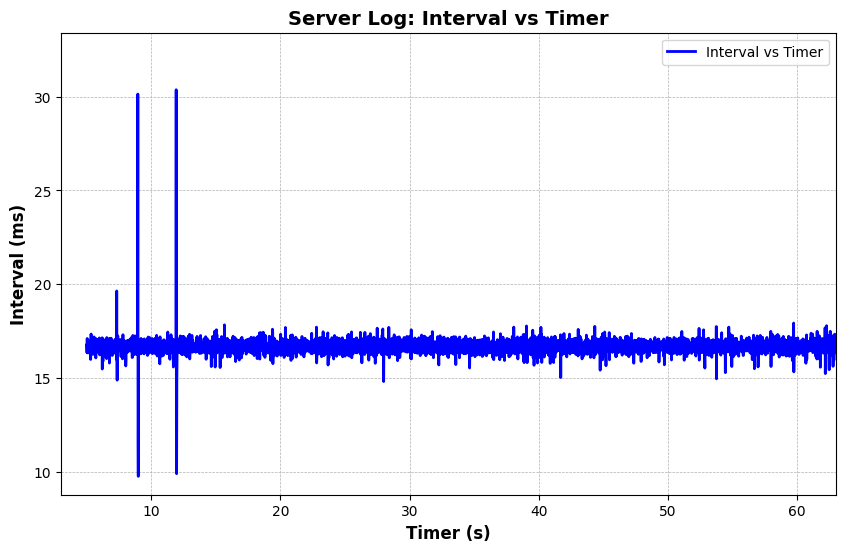 Server Log: Interval vs Timer
Interval vs Timer
30
25
20
15
10
Interval (ms)
10 20 30 40 50 60
Timer (s)